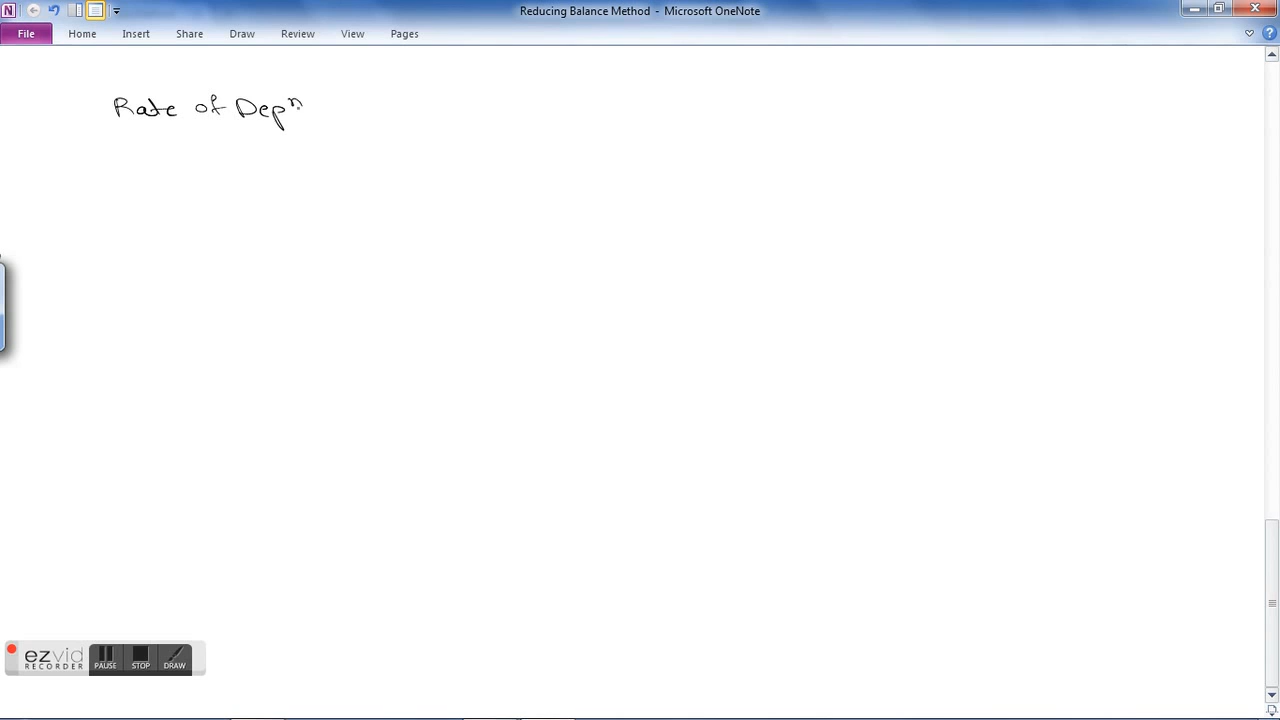 Reducing Balance Method - Microsoft OneNote
File Home Insert Share Draw Review View Pages
Rate of Depⁿ
ezvid
RECORDER
PAUSE STOP DRAW